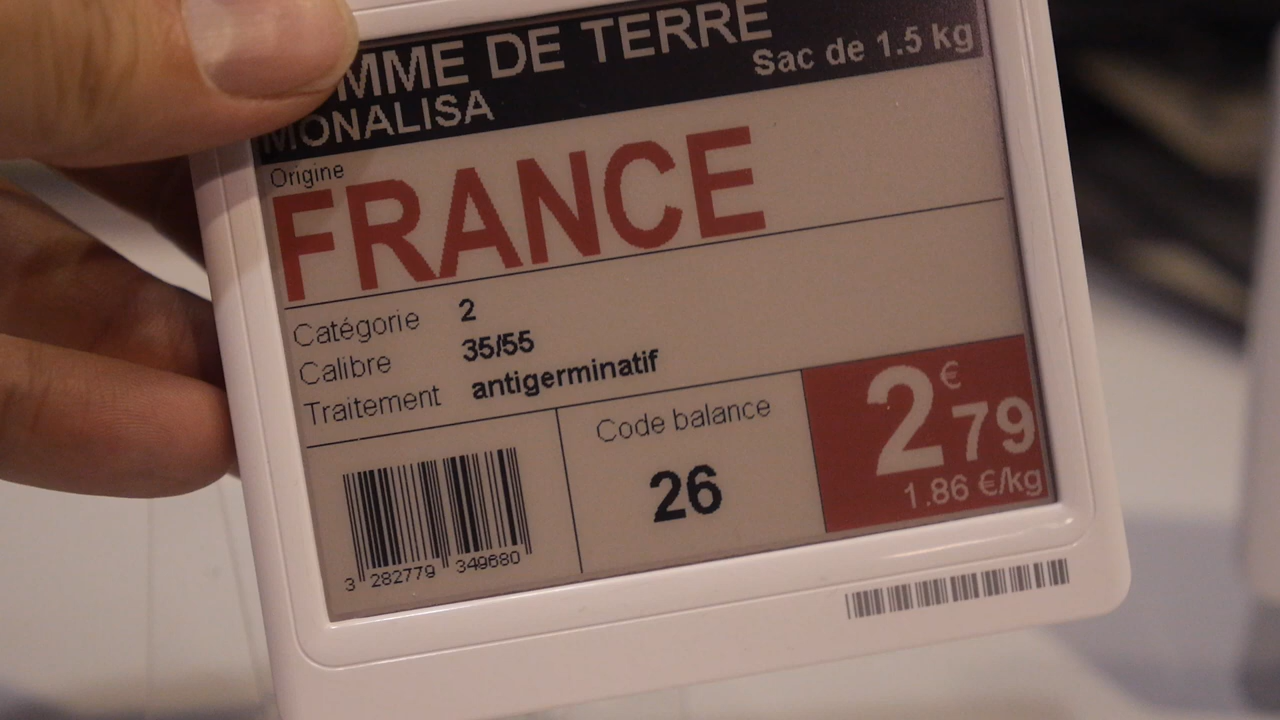 MME DE TERRE
Sac de 1.5 kg
MONALISA
Origine
FRANCE
Catégorie 2
Calibre 35/55
Traitement antigerminatif
Code balance
26
2€79
1.86 €/kg
3 282779 349680